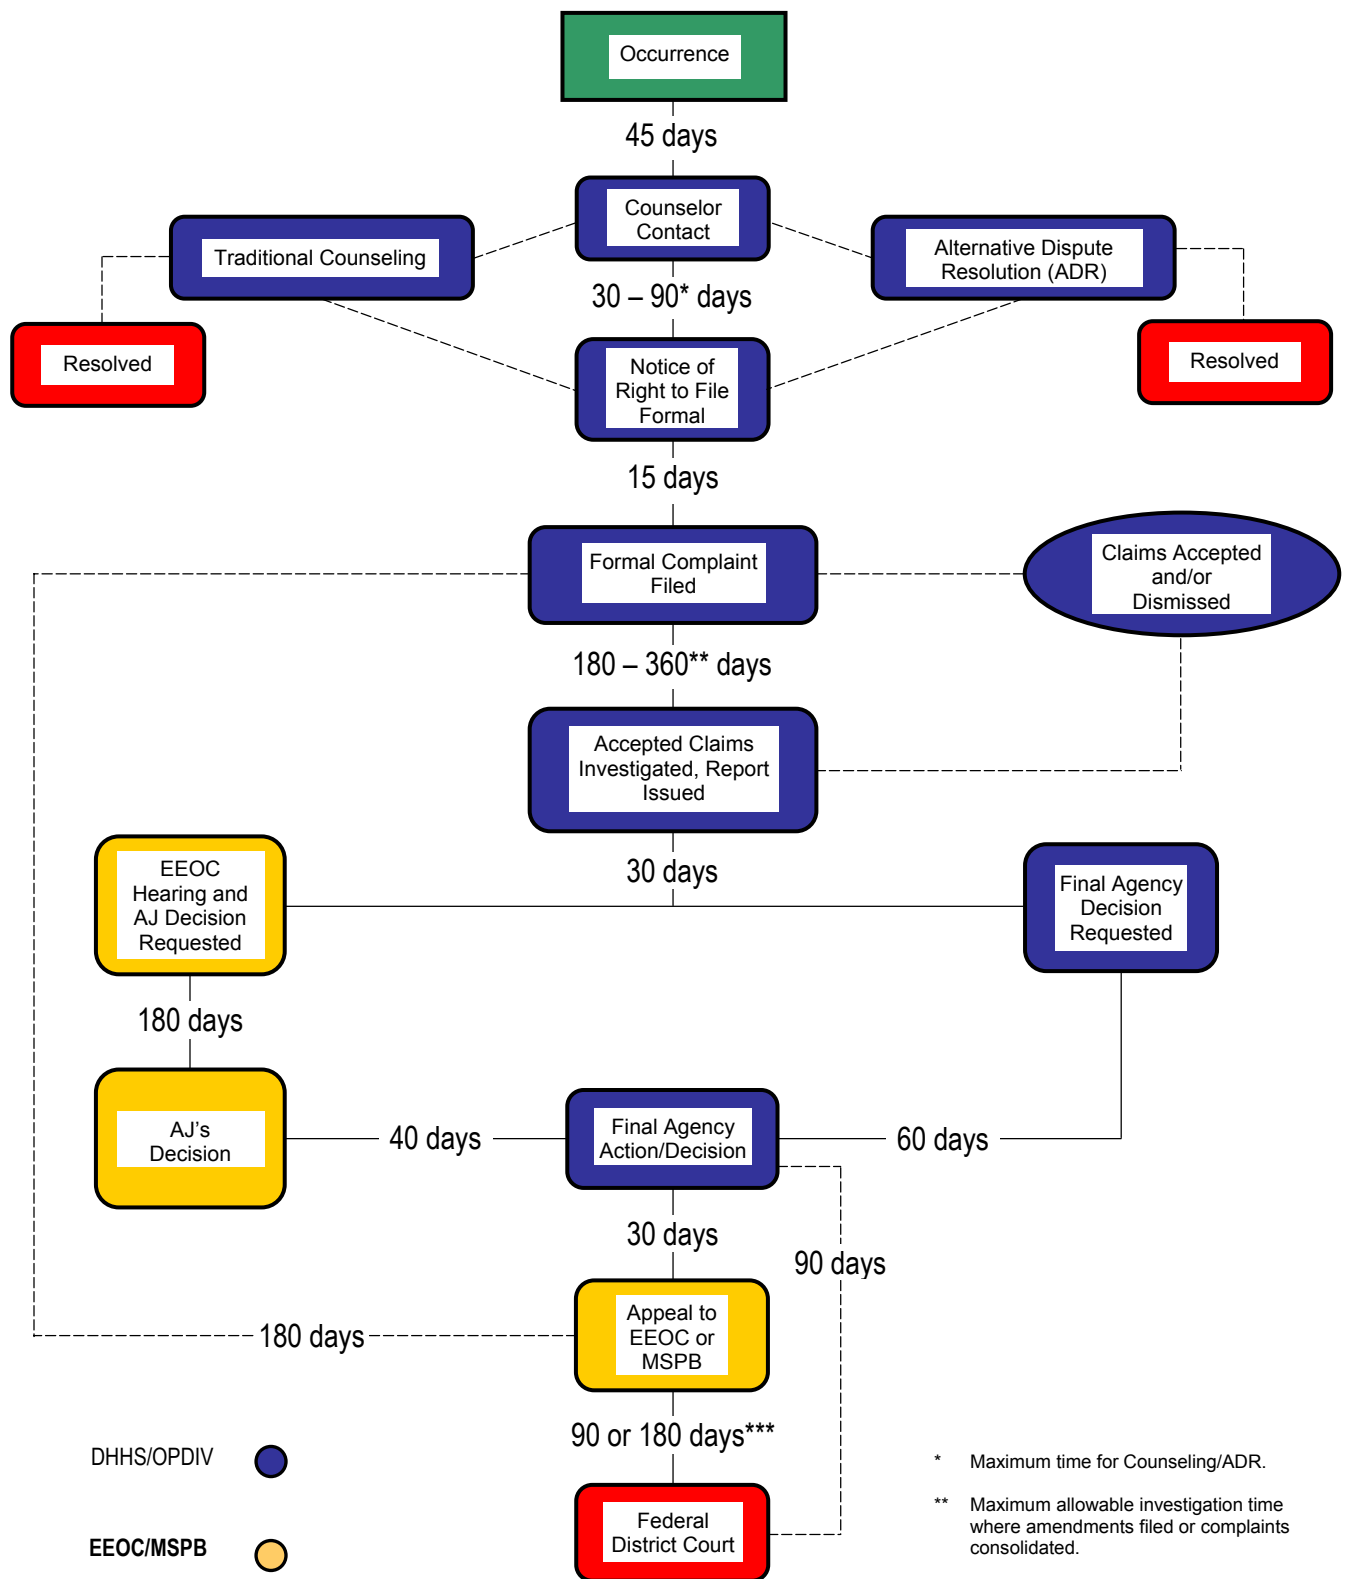 Occurrence
45 days
Counselor
Contact
Traditional Counseling
Alternative Dispute
Resolution (ADR)
30 – 90* days
Resolved
Notice of
Right to File
Formal
Resolved
15 days
Formal Complaint
Filed
Claims Accepted
and/or
Dismissed
180 – 360** days
Accepted Claims
Investigated, Report
Issued
30 days
EEOC
Hearing and
AJ Decision
Requested
Final Agency
Decision
Requested
180 days
AJ's
Decision
40 days
Final Agency
Action/Decision
60 days
30 days
90 days
Appeal to
EEOC or
MSPB
180 days
90 or 180 days***
DHHS/OPDIV
* Maximum time for Counseling/ADR.
Federal
District Court
** Maximum allowable investigation time
where amendments filed or complaints
consolidated.
EEOC/MSPB